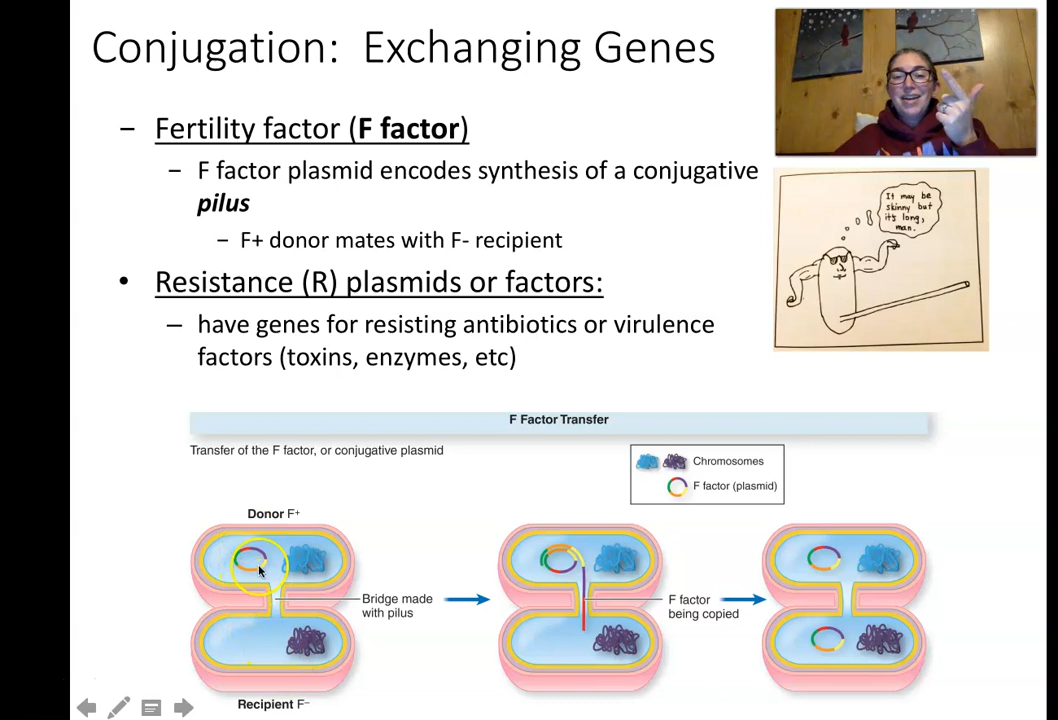 Conjugation: Exchanging Genes
– Fertility factor (F factor)
– F factor plasmid encodes synthesis of a conjugative
pilus
– F+ donor mates with F- recipient
• Resistance (R) plasmids or factors:
– have genes for resisting antibiotics or virulence
factors (toxins, enzymes, etc)
It may be
skinny but
it's long,
man.
F Factor Transfer
Transfer of the F factor, or conjugative plasmid
Chromosomes
F factor (plasmid)
Donor F⁺
Bridge made
with pilus
F factor
being copied
Recipient F⁻